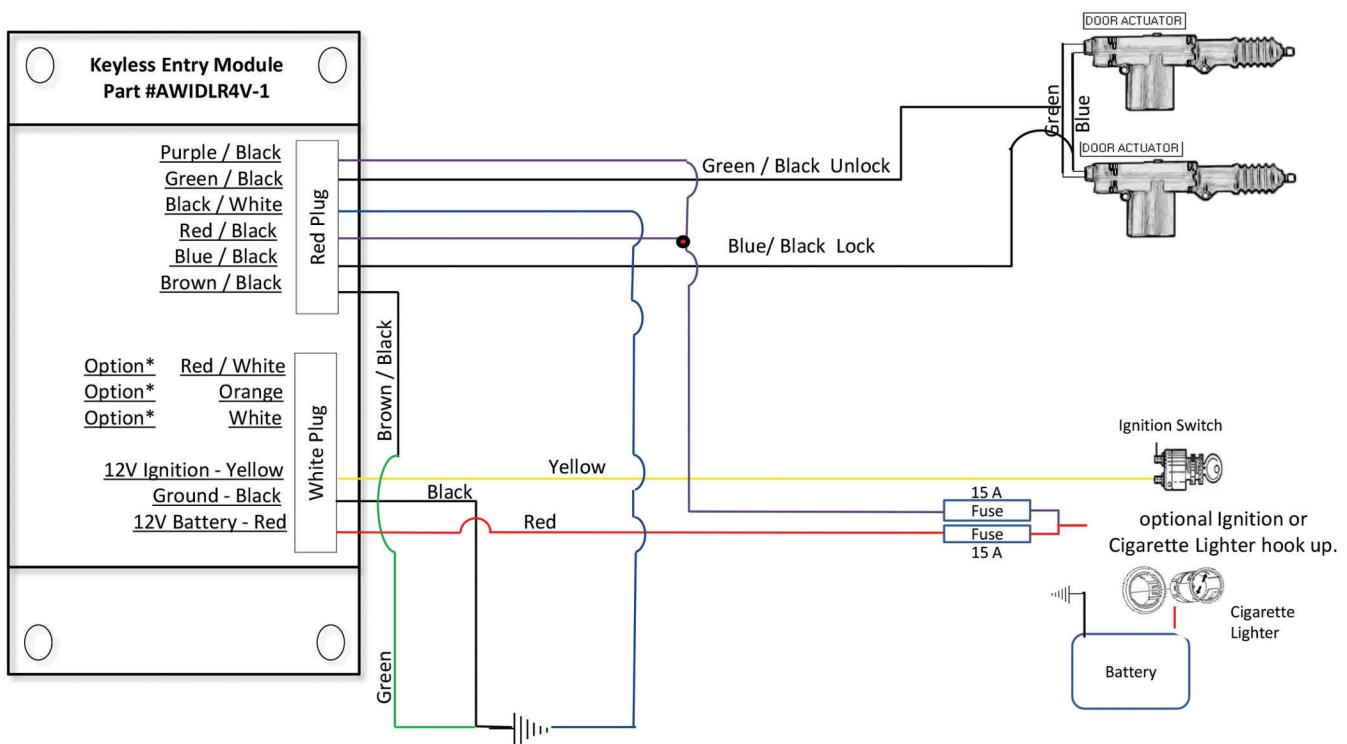 Keyless Entry Module
Part #AWIDLR4V-1
Purple / Black
Green / Black
Black / White
Red / Black
Blue / Black
Brown / Black
Red Plug
Option* Red / White
Option* Orange
Option* White
12V Ignition - Yellow
Ground - Black
12V Battery - Red
White Plug
Green / Black Unlock
Blue/ Black Lock
Brown / Black
Green
Black
Yellow
Red
DOOR ACTUATOR
Green
Blue
DOOR ACTUATOR
Ignition Switch
15 A
Fuse
Fuse
15 A
optional Ignition or
Cigarette Lighter hook up.
Cigarette
Lighter
Battery